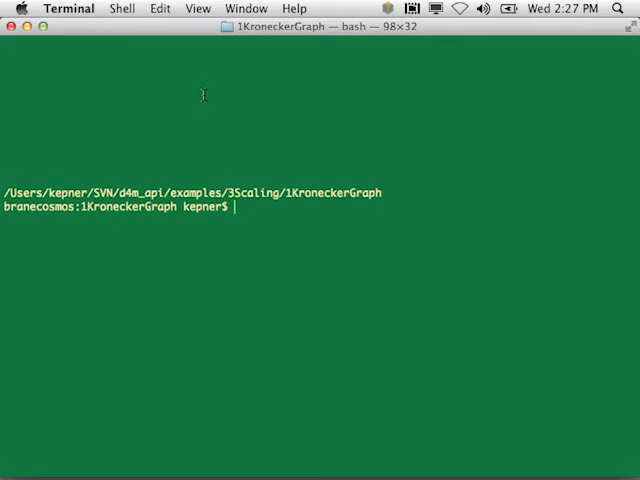 Terminal Shell Edit View Window Help Wed 2:27 PM
1KroneckerGraph — bash — 98×32
/Users/kepner/SVN/d4m_api/examples/3Scaling/1KroneckerGraph
branecosmos:1KroneckerGraph kepner$